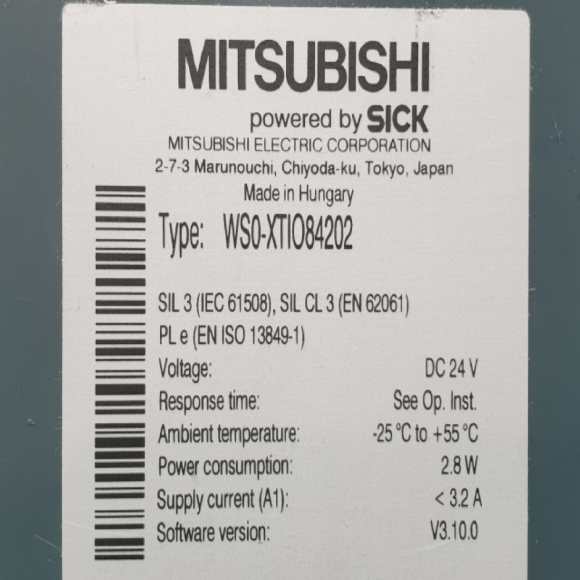 MITSUBISHI
powered by SICK
MITSUBISHI ELECTRIC CORPORATION
2-7-3 Marunouchi, Chiyoda-ku, Tokyo, Japan
Made in Hungary
Type: WS0-XTIO84202
SIL 3 (IEC 61508), SIL CL 3 (EN 62061)
PL e (EN ISO 13849-1)
Voltage: DC 24 V
Response time: See Op. Inst.
Ambient temperature: -25 °C to +55 °C
Power consumption: 2.8 W
Supply current (A1): < 3.2 A
Software version: V3.10.0